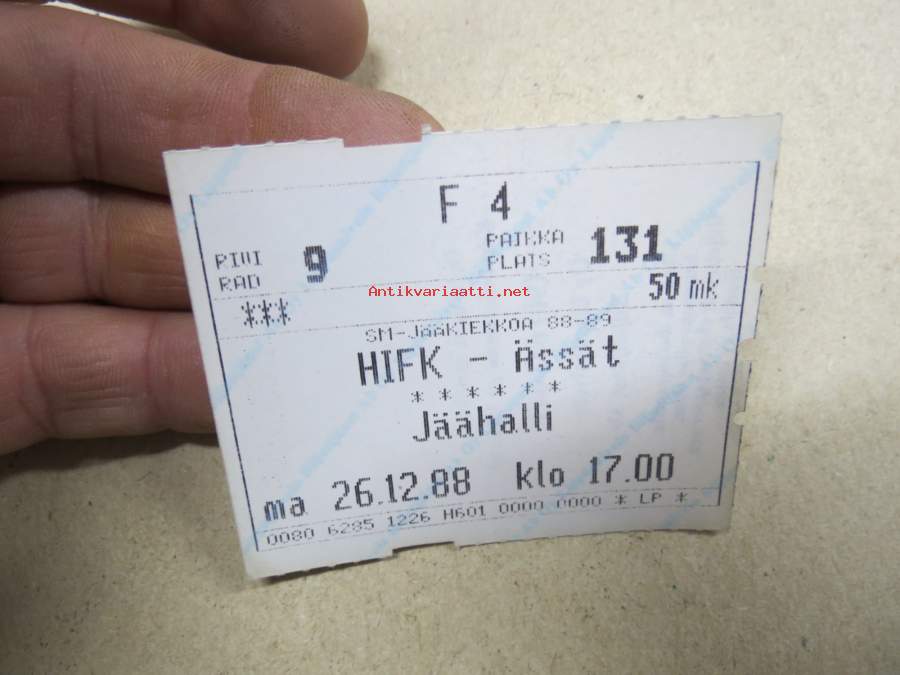 F 4
RIVI 9 PAIKKA 131
RAD PLATS
50 mk
***
Antikvariaatti.net
SM-JÄÄKIEKKOA 88-89
HIFK - Ässät
* * * * * *
Jäähalli
ma 26.12.88 klo 17.00
0080 6285 1226 H601 0000 0000 * LP *